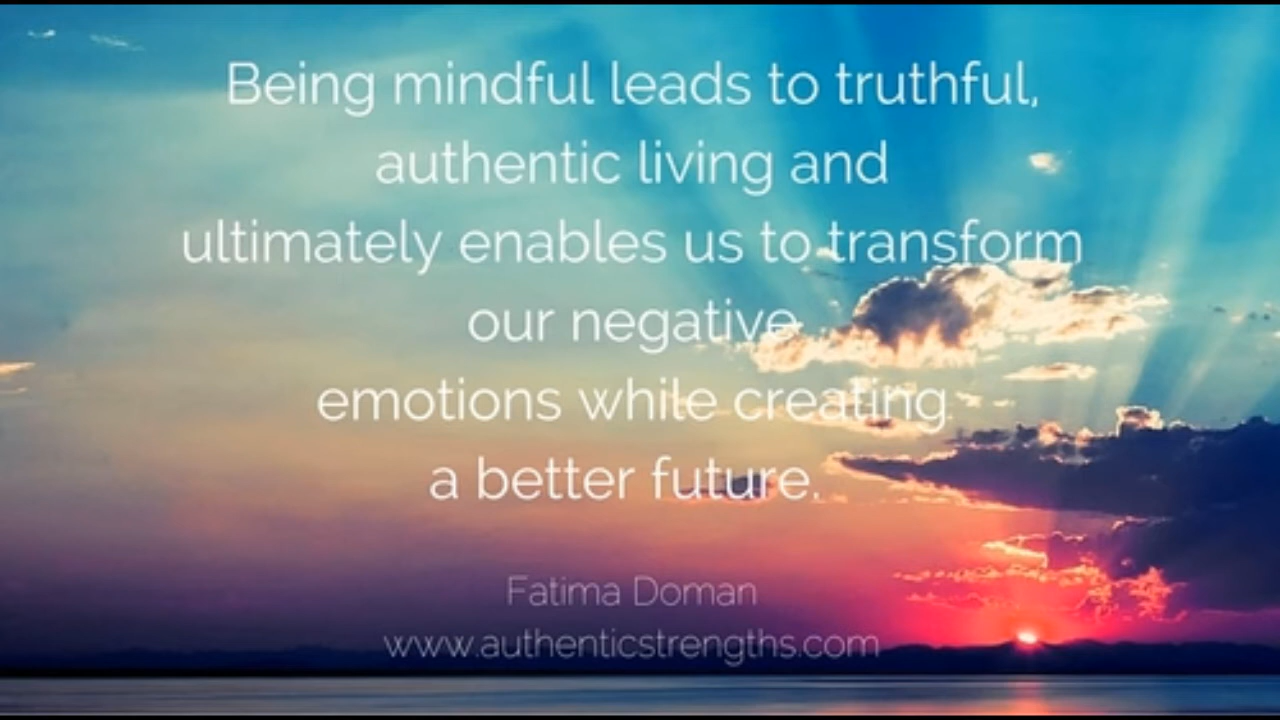 Being mindful leads to truthful,
authentic living and
ultimately enables us to transform
our negative
emotions while creating
a better future.
Fatima Doman
www.authenticstrengths.com